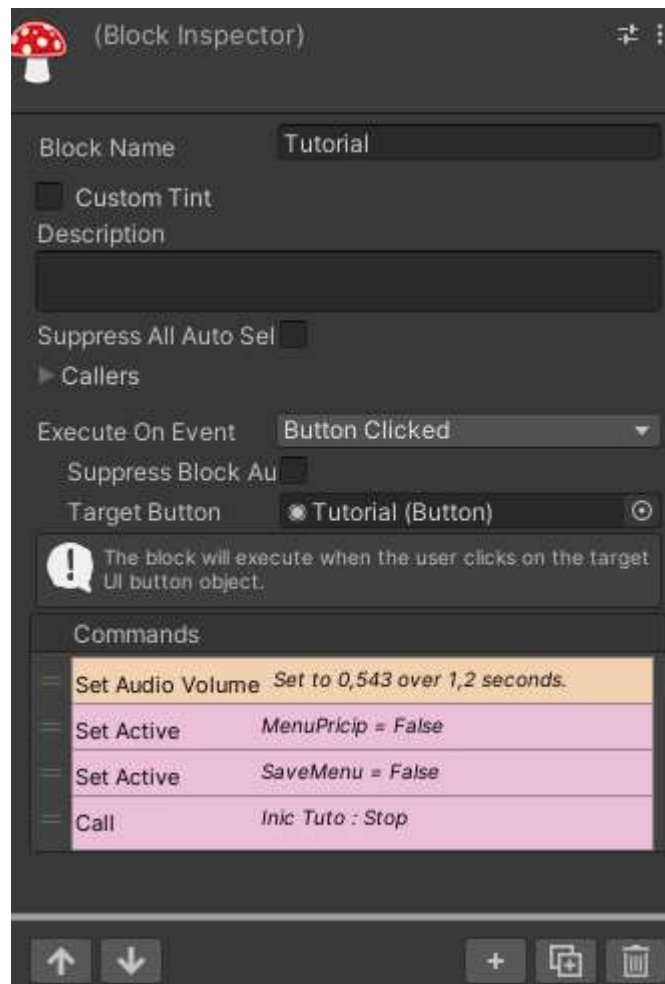 (Block Inspector)
Block Name Tutorial
Custom Tint
Description
Suppress All Auto Sel
Callers
Execute On Event Button Clicked
Suppress Block Au
Target Button Tutorial (Button)
The block will execute when the user clicks on the target
UI button object.
Commands
Set Audio Volume Set to 0,543 over 1,2 seconds.
Set Active MenuPricip = False
Set Active SaveMenu = False
Call Inic Tuto : Stop